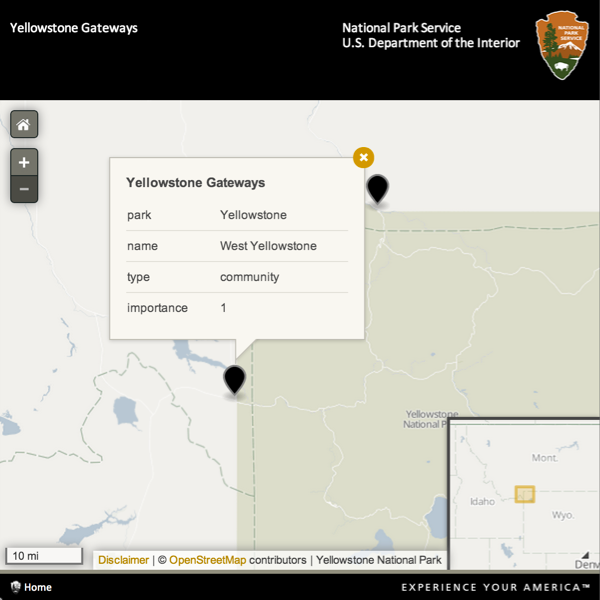 Yellowstone Gateways
National Park Service
U.S. Department of the Interior
NATIONAL
PARK
SERVICE
+
−
Yellowstone Gateways
park Yellowstone
name West Yellowstone
type community
importance 1
Yellowstone
National P
Mont.
Idaho
Wyo.
Denv
10 mi
Disclaimer | © OpenStreetMap contributors | Yellowstone National Park
Home
EXPERIENCE YOUR AMERICA™